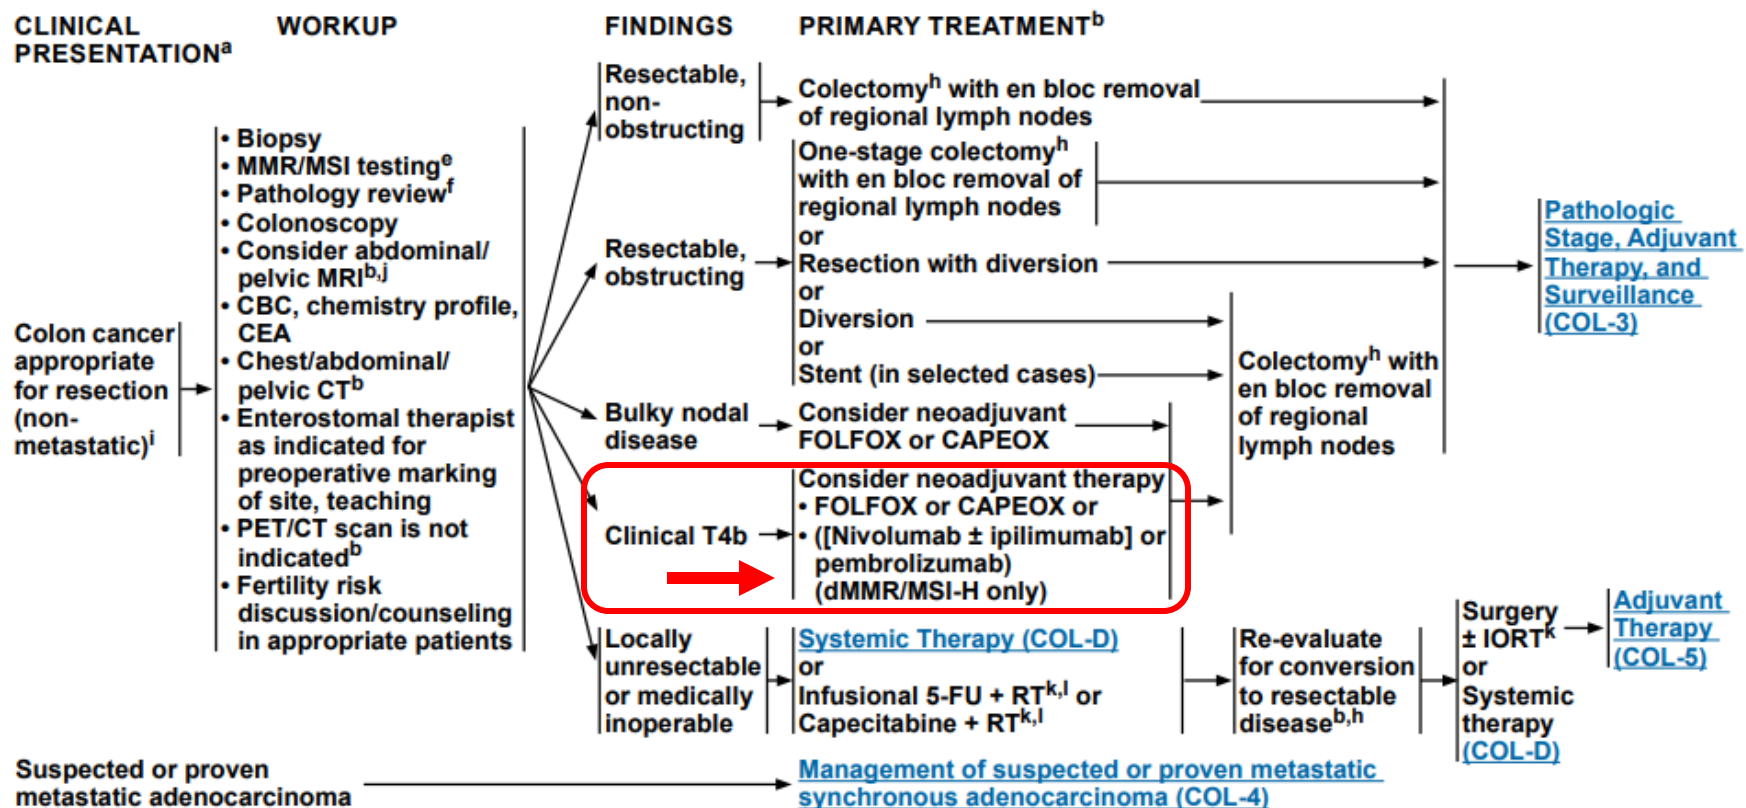 CLINICAL
PRESENTATIONa
WORKUP
FINDINGS
PRIMARY TREATMENTb
Colon cancer
appropriate
for resection
(non-
metastatic)i
• Biopsy
• MMR/MSI testinge
• Pathology reviewf
• Colonoscopy
• Consider abdominal/
pelvic MRIb,j
• CBC, chemistry profile,
CEA
• Chest/abdominal/
pelvic CTb
• Enterostomal therapist
as indicated for
preoperative marking
of site, teaching
• PET/CT scan is not
indicatedb
• Fertility risk
discussion/counseling
in appropriate patients
Resectable,
non-
obstructing
Colectomyh with en bloc removal
of regional lymph nodes
Resectable,
obstructing
One-stage colectomyh
with en bloc removal of
regional lymph nodes
or
Resection with diversion
or
Diversion
or
Stent (in selected cases)
Bulky nodal
disease
Consider neoadjuvant
FOLFOX or CAPEOX
Clinical T4b
Consider neoadjuvant therapy
• FOLFOX or CAPEOX or
• ([Nivolumab ± ipilimumab] or
pembrolizumab)
(dMMR/MSI-H only)
Colectomyh with
en bloc removal
of regional
lymph nodes
Pathologic
Stage, Adjuvant
Therapy, and
Surveillance
(COL-3)
Locally
unresectable
or medically
inoperable
Systemic Therapy (COL-D)
or
Infusional 5-FU + RTk,l or
Capecitabine + RTk,l
Re-evaluate
for conversion
to resectable
diseaseb,h
Surgery
± IORTk
or
Systemic
therapy
(COL-D)
Adjuvant
Therapy
(COL-5)
Suspected or proven
metastatic adenocarcinoma
Management of suspected or proven metastatic
synchronous adenocarcinoma (COL-4)